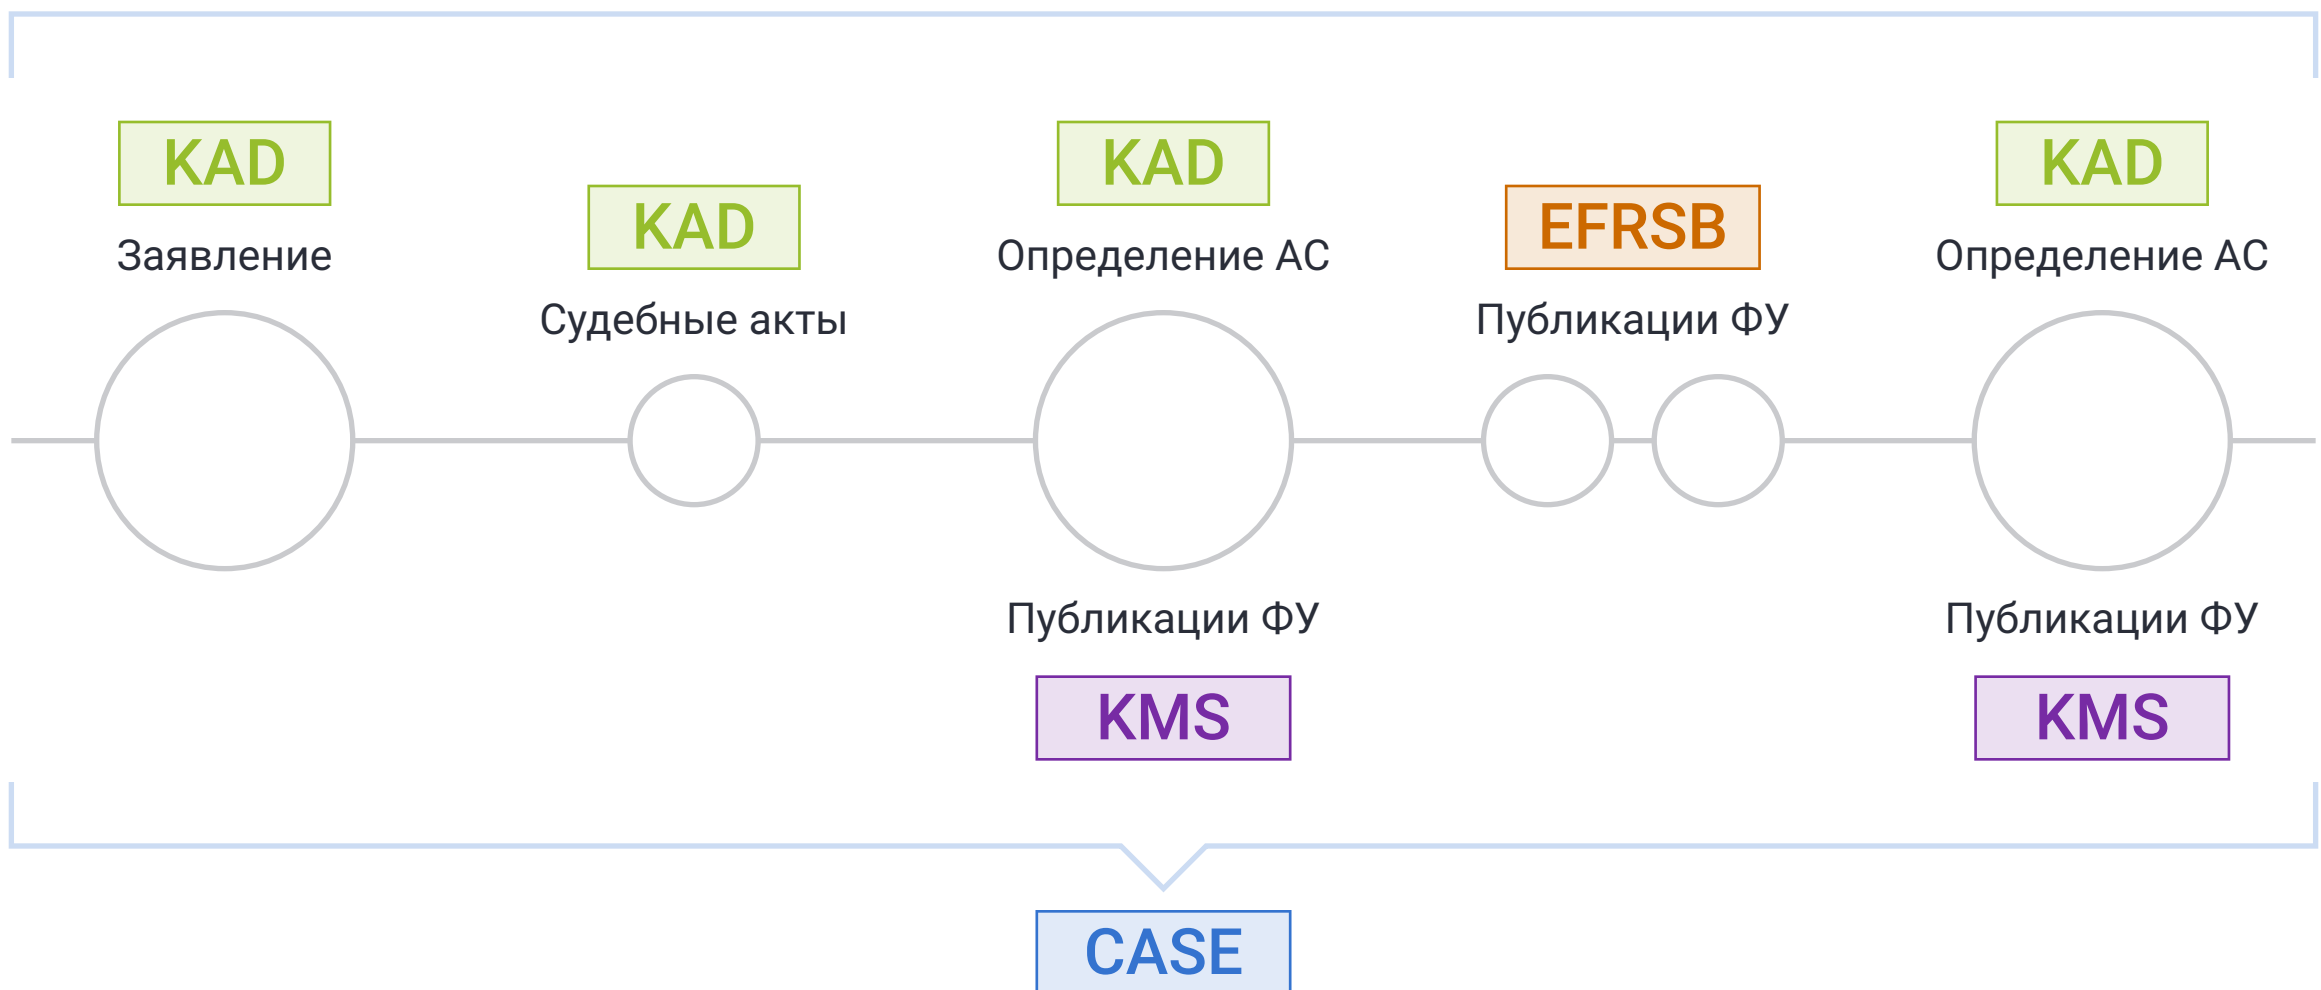 KAD
Заявление
KAD
Судебные акты
KAD
Определение АС
Публикации ФУ
KMS
EFRSB
Публикации ФУ
KAD
Определение АС
Публикации ФУ
KMS
CASE